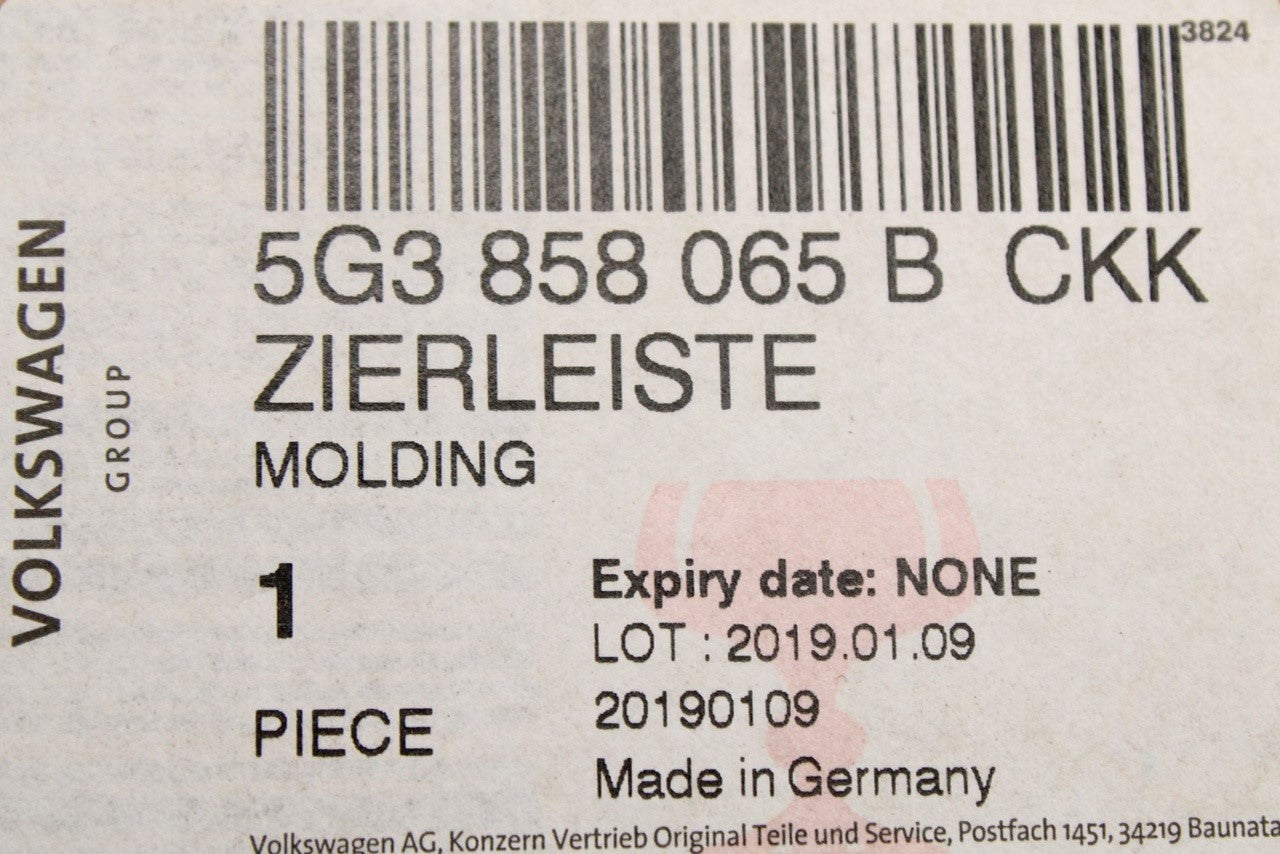 3824
5G3 858 065 B CKK
ZIERLEISTE
MOLDING
1
PIECE
Expiry date: NONE
LOT : 2019.01.09
20190109
Made in Germany
VOLKSWAGEN
GROUP
Volkswagen AG, Konzern Vertrieb Original Teile und Service, Postfach 1451, 34219 Baunata